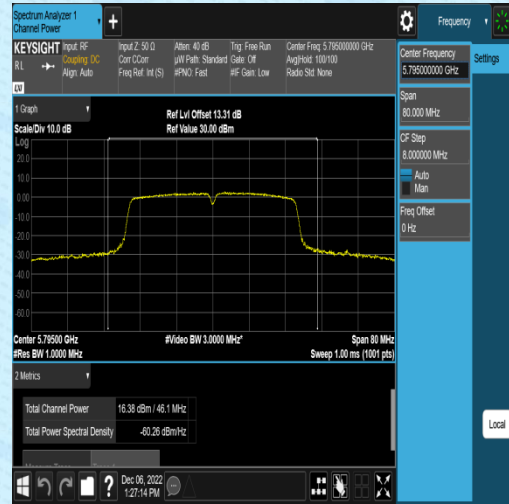 Spectrum Analyzer 1
Channel Power
Frequency
KEYSIGHT
RL
LXI
Input: RF
Coupling: DC
Align: Auto
Input Z: 50 Ω
Corr CCorr
Freq Ref: Int (S)
Atten: 40 dB
µW Path: Standard
#PNO: Fast
Trig: Free Run
Gate: Off
#IF Gain: Low
Center Freq: 5.795000000 GHz
Avg|Hold: 100/100
Radio Std: None
Center Frequency
5.795000000 GHz
Settings
Span
80.000 MHz
CF Step
8.000000 MHz
Auto
Man
Freq Offset
0 Hz
Local
1 Graph
Scale/Div 10.0 dB
Ref Lvl Offset 13.31 dB
Ref Value 30.00 dBm
Log
20.0
10.0
0.00
-10.0
-20.0
-30.0
-40.0
-50.0
-60.0
Center 5.79500 GHz
#Res BW 1.0000 MHz
#Video BW 3.0000 MHz*
Span 80 MHz
Sweep 1.00 ms (1001 pts)
2 Metrics
Total Channel Power 16.38 dBm / 46.1 MHz
Total Power Spectral Density -60.26 dBm/Hz
?
Dec 06, 2022
1:27:14 PM